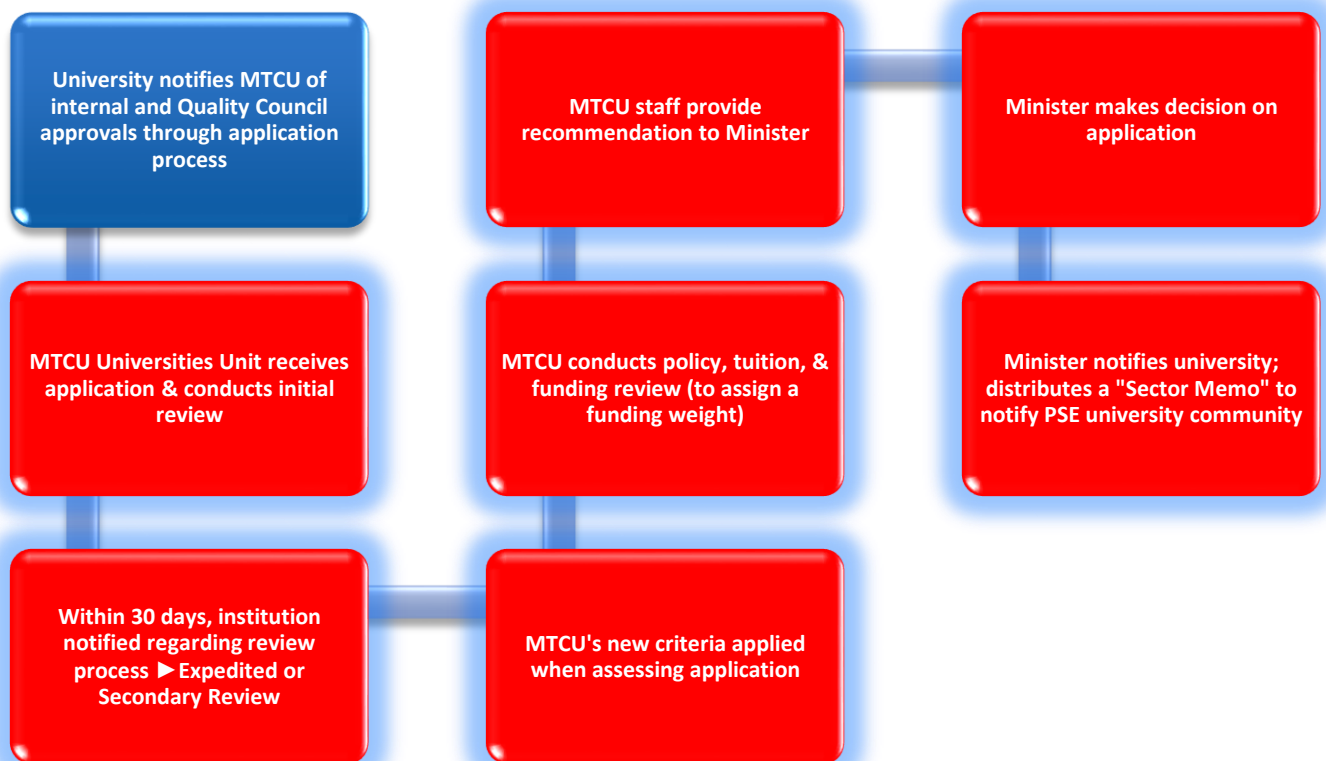 University notifies MTCU of
internal and Quality Council
approvals through application
process
MTCU Universities Unit receives
application & conducts initial
review
Within 30 days, institution
notified regarding review
process ►Expedited or
Secondary Review
MTCU's new criteria applied
when assessing application
MTCU conducts policy, tuition, &
funding review (to assign a
funding weight)
MTCU staff provide
recommendation to Minister
Minister makes decision on
application
Minister notifies university;
distributes a "Sector Memo" to
notify PSE university community